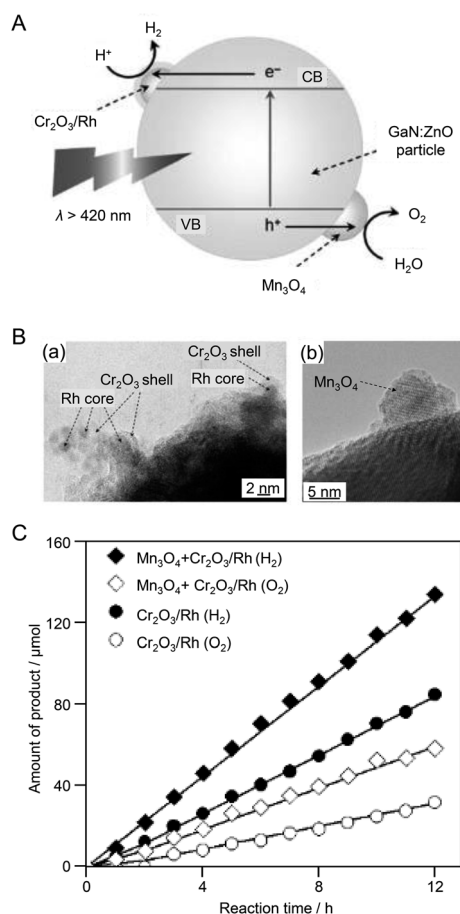 A
H₂
H⁺
e⁻
CB
Cr₂O₃/Rh
GaN:ZnO
particle
λ > 420 nm
VB
h⁺
O₂
H₂O
Mn₃O₄
B
(a)
Cr₂O₃ shell
Rh core
Cr₂O₃ shell
Rh core
2 nm
(b)
Mn₃O₄
5 nm
C
Amount of product / μmol
160
120
80
40
0
Mn₃O₄+Cr₂O₃/Rh (H₂)
Mn₃O₄+ Cr₂O₃/Rh (O₂)
Cr₂O₃/Rh (H₂)
Cr₂O₃/Rh (O₂)
0 4 8 12
Reaction time / h